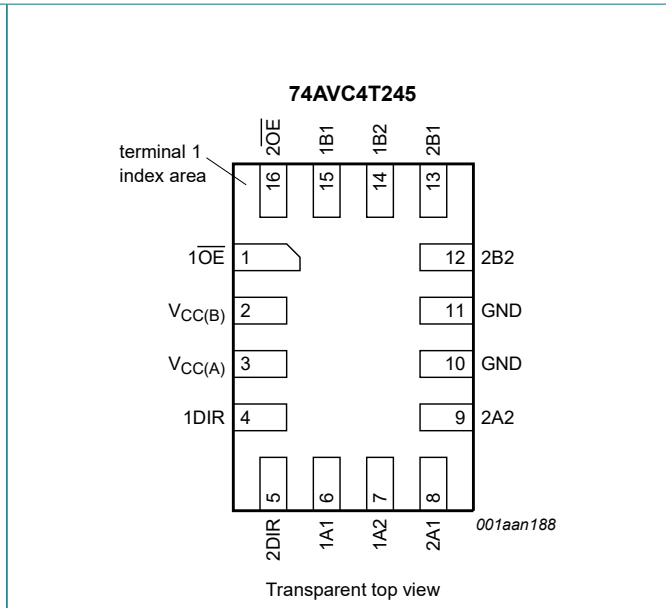 74AVC4T245
2O̅E̅
1B1
1B2
2B1
terminal 1
index area
16
15
14
13
1O̅E̅
1
12
2B2
VCC(B)
2
11
GND
VCC(A)
3
10
GND
1DIR
4
9
2A2
5
6
7
8
2DIR
1A1
1A2
2A1
001aan188
Transparent top view